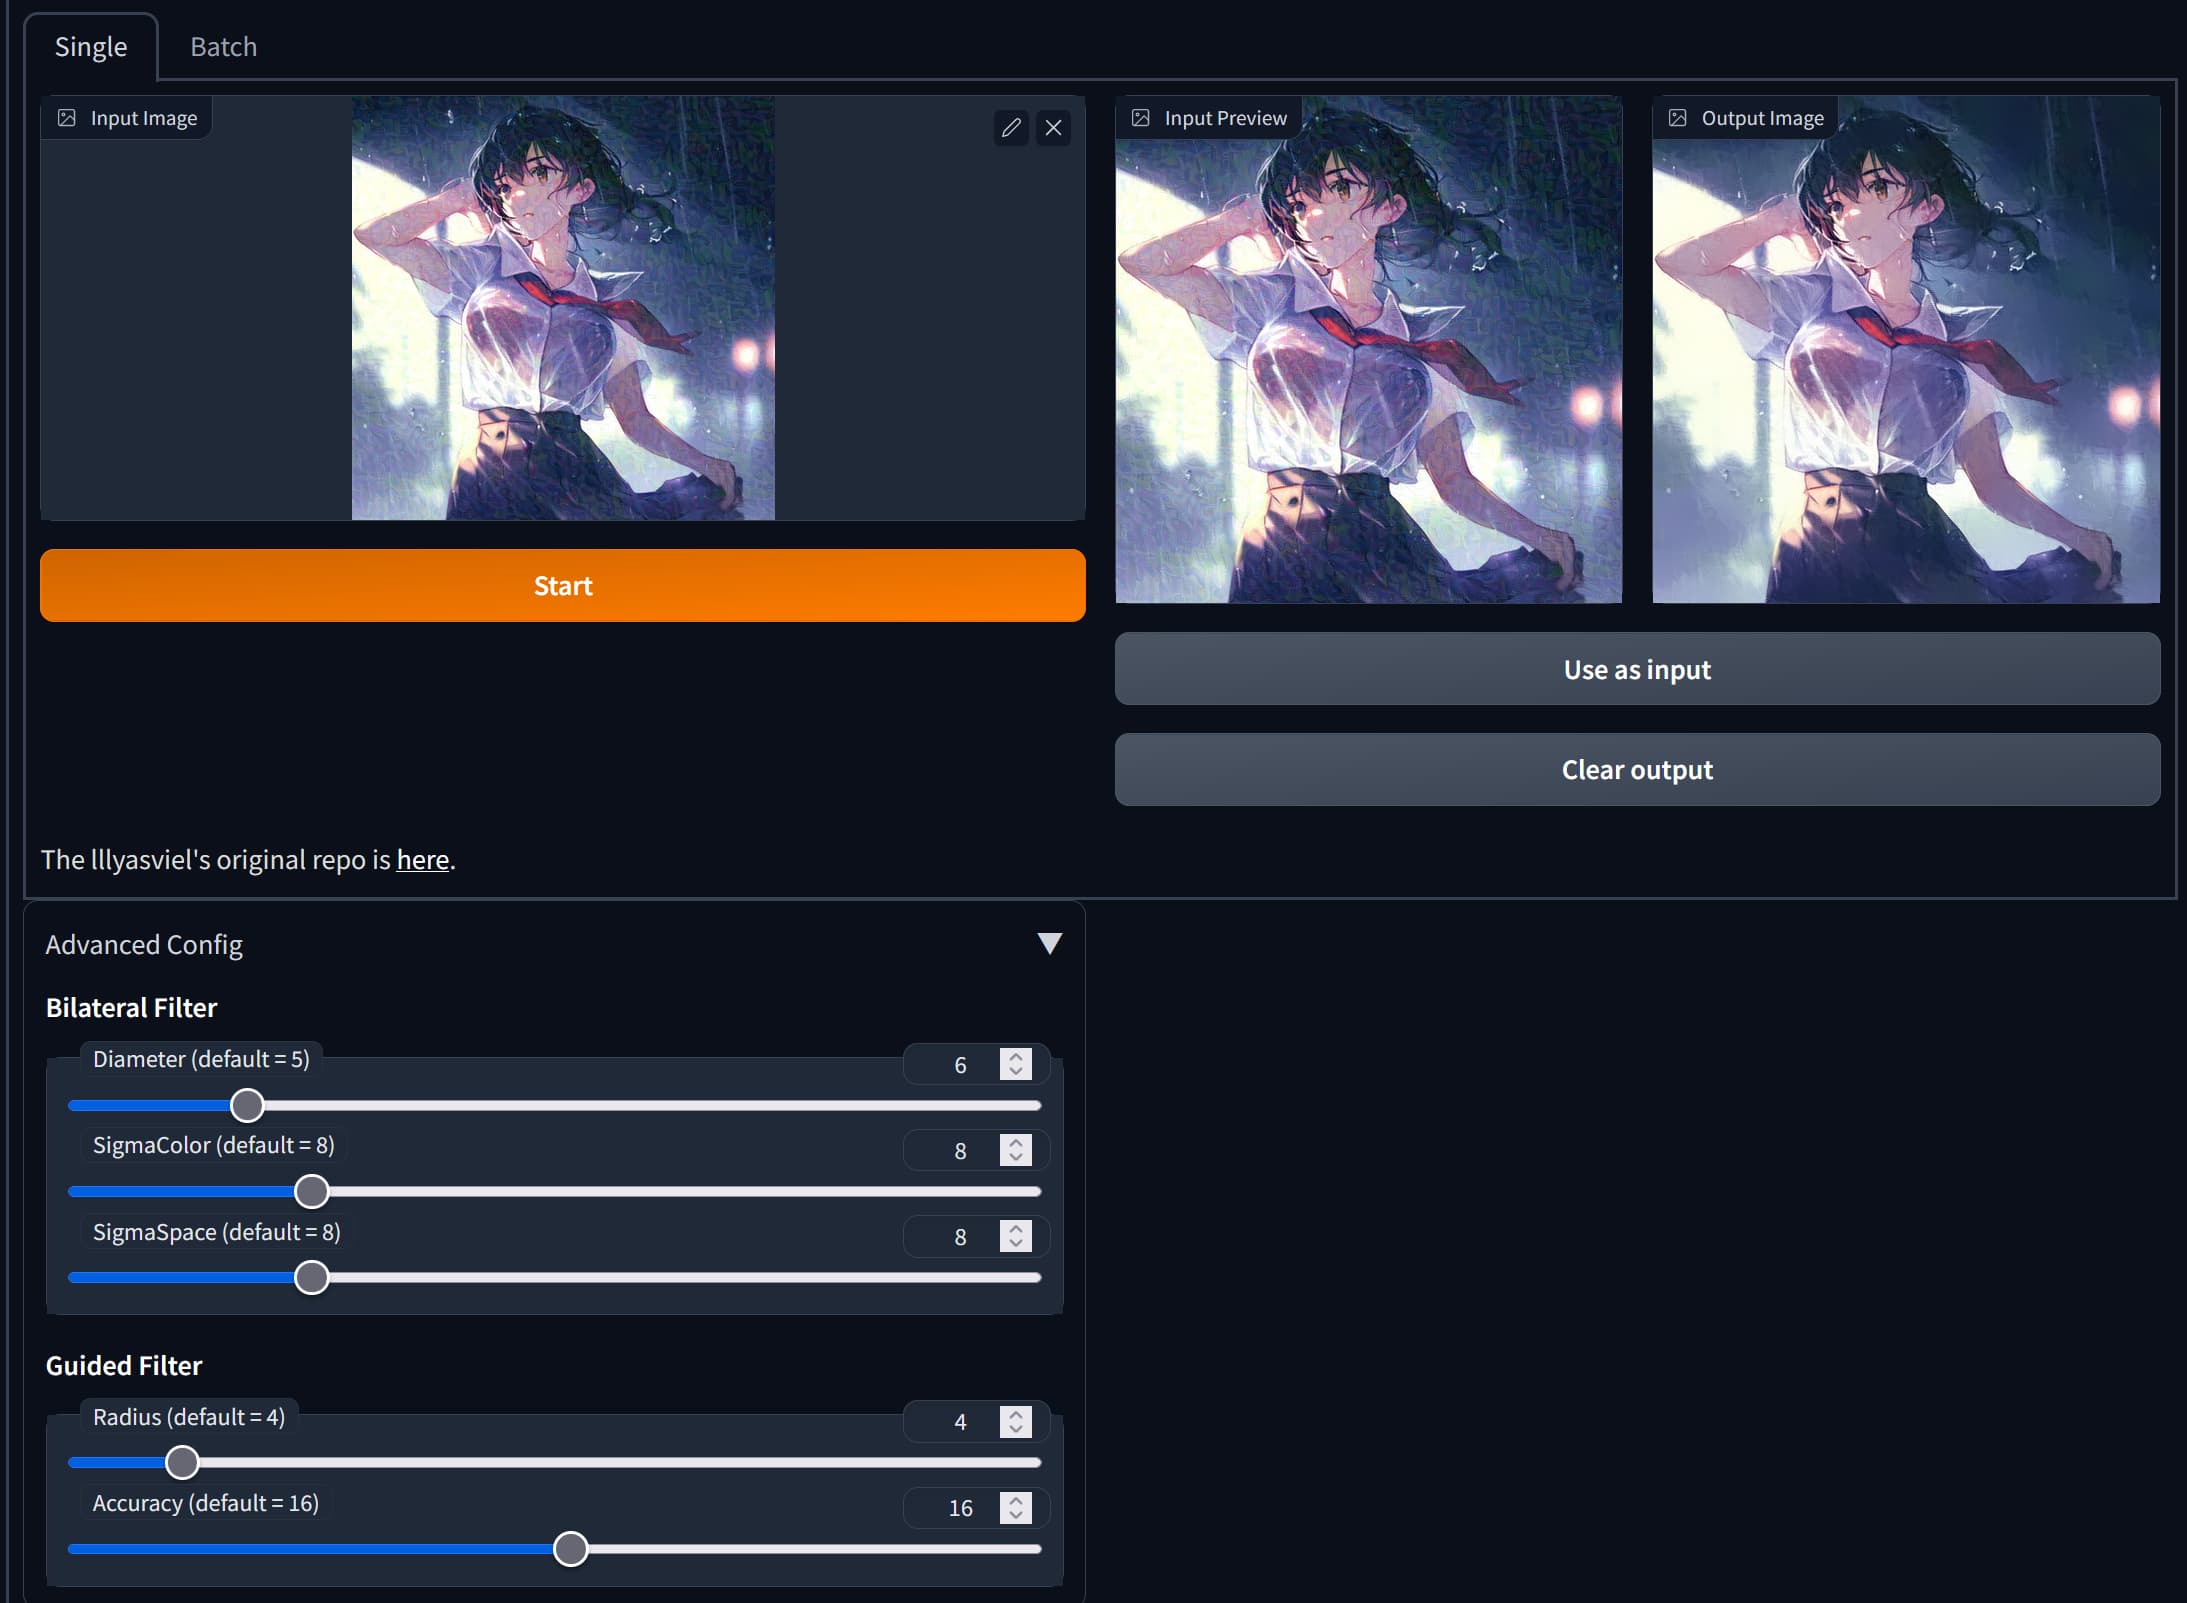 Single
Batch
Input Image
Input Preview
Output Image
Start
Use as input
Clear output
The lllyasviel's original repo is here.
Advanced Config
Bilateral Filter
Diameter (default = 5)
6
SigmaColor (default = 8)
8
SigmaSpace (default = 8)
8
Guided Filter
Radius (default = 4)
4
Accuracy (default = 16)
16